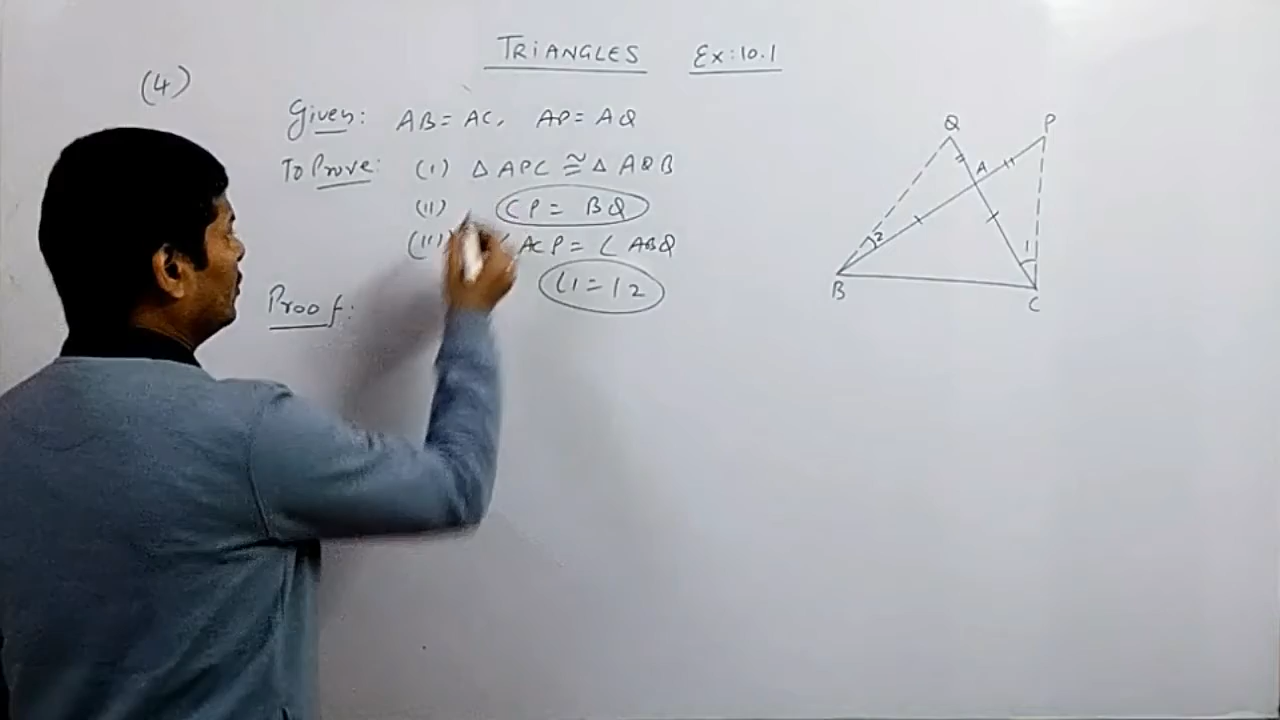 TRIANGLES Ex: 10.1
(4)
Given: AB = AC, AP = AQ
To Prove: (I) △ APC ≅ △ AQB
(II) CP = BQ
(III) ∠ ACP = ∠ ABQ
∠1 = ∠2
Proof:
Q P
A
2 1
B C